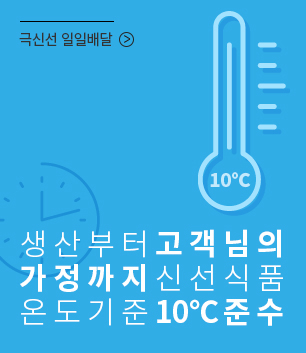 극신선 일일배달
10℃
생산부터 고객님의
가정까지 신선식품
온도기준 10℃ 준수